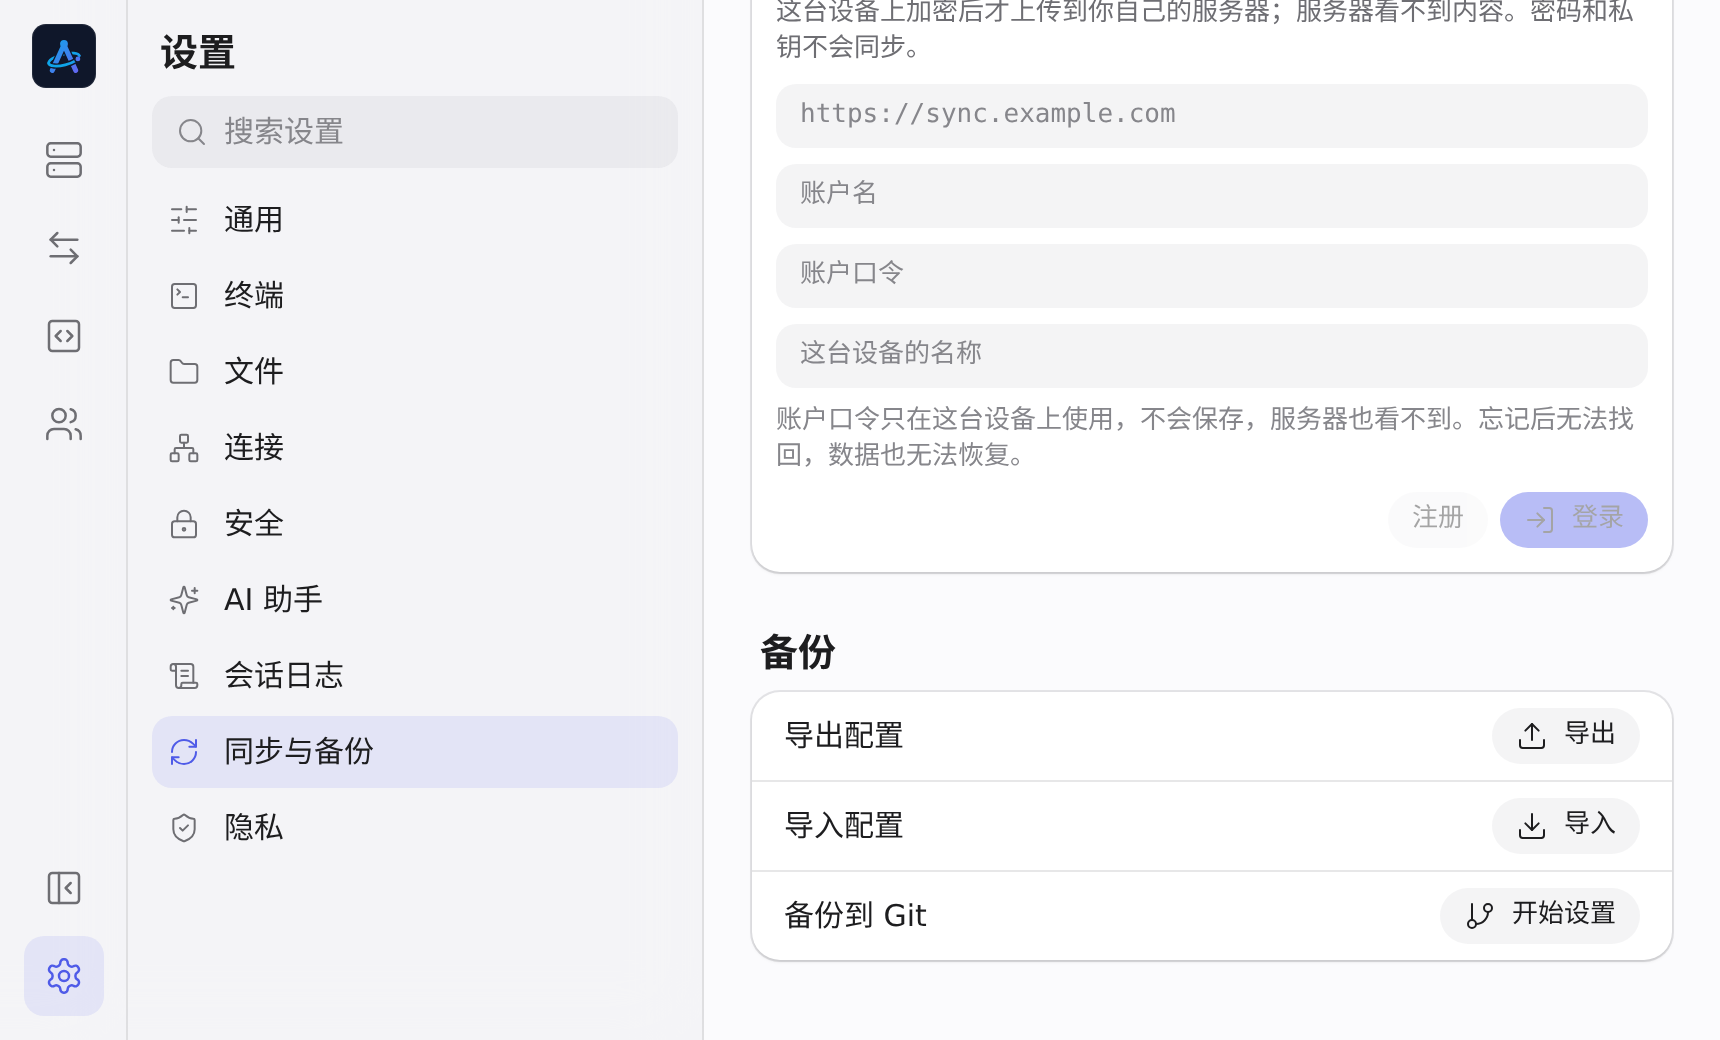 设置
搜索设置
通用
终端
文件
连接
安全
AI 助手
会话日志
同步与备份
隐私
这台设备上加密后才上传到你自己的服务器；服务器看不到内容。密码和私
钥不会同步。
https://sync.example.com
账户名
账户口令
这台设备的名称
账户口令只在这台设备上使用，不会保存，服务器也看不到。忘记后无法找
回，数据也无法恢复。
注册
登录
备份
导出配置
导出
导入配置
导入
备份到 Git
开始设置